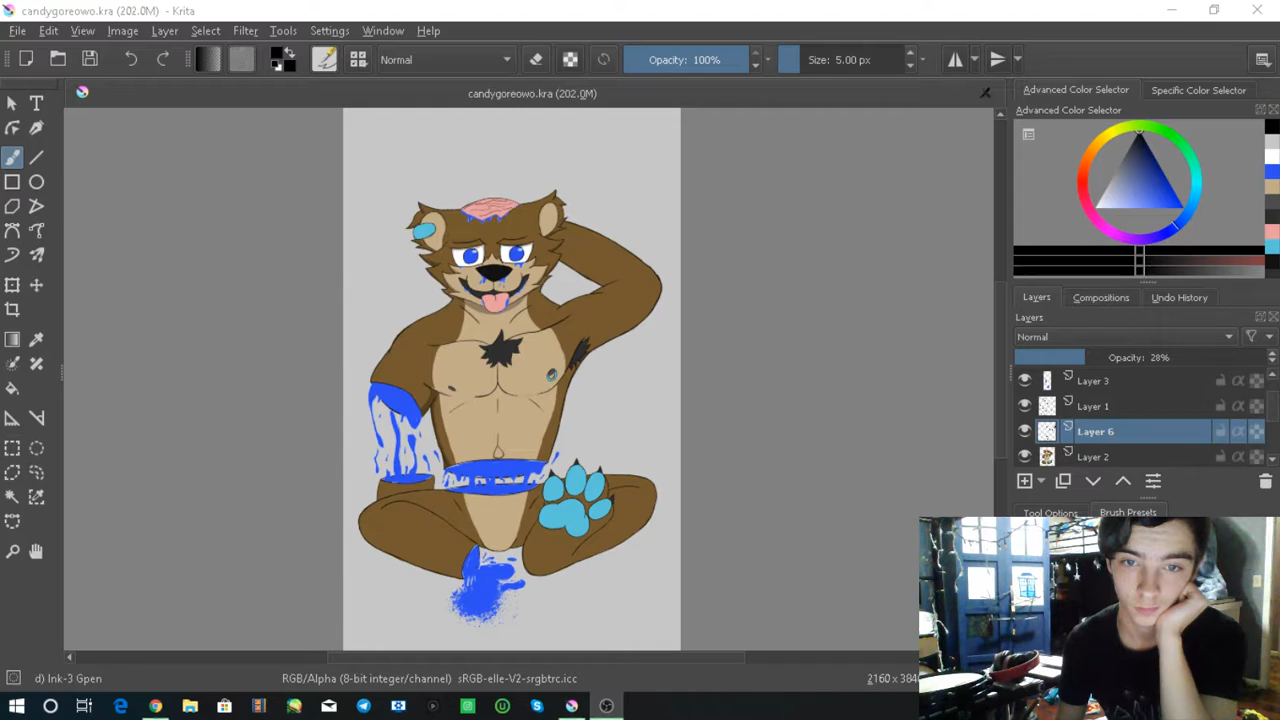 candygoreowo.kra (202.0M) — Krita
File Edit View Image Layer Select Filter Tools Settings Window Help
Normal
Opacity: 100%
Size: 5.00 px
candygoreowo.kra (202.0M)
Advanced Color Selector
Specific Color Selector
Advanced Color Selector
Layers
Compositions
Undo History
Layers
Normal
Opacity: 28%
Layer 3
Layer 1
Layer 6
Layer 2
Tool Options
Brush Presets
d) Ink-3 Gpen
RGB/Alpha (8-bit integer/channel) sRGB-elle-V2-srgbtrc.icc
2160 x 384